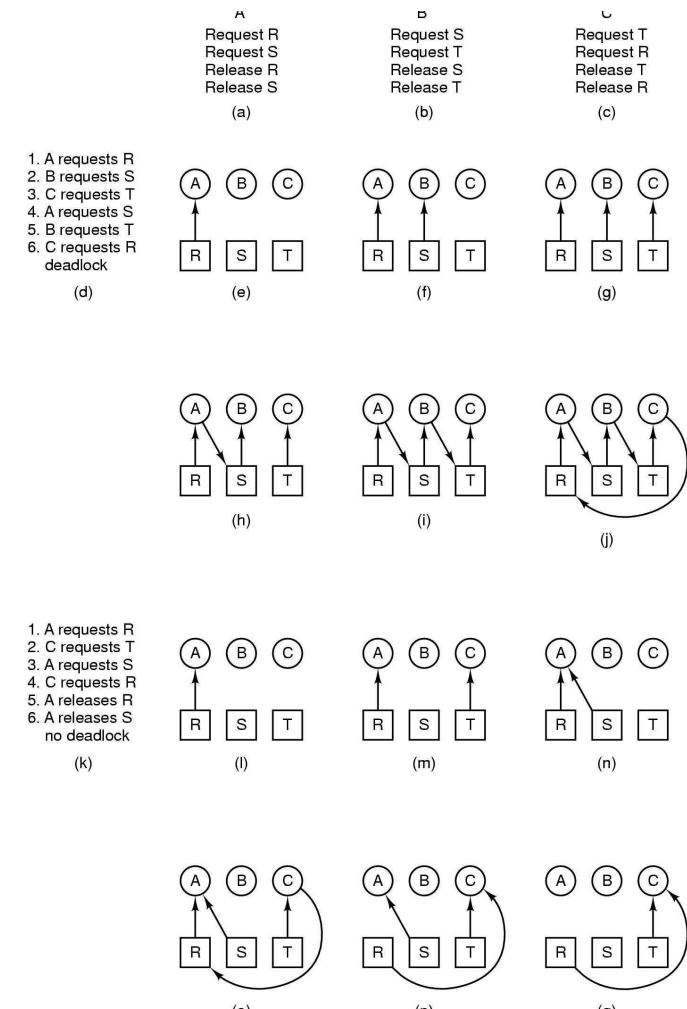 A B C
Request R Request S Request T
Request S Request T Request R
Release R Release S Release T
Release S Release T Release R
(a) (b) (c)
1. A requests R
2. B requests S
3. C requests T
4. A requests S
5. B requests T
6. C requests R
deadlock
(d)
A B C
R S T
(e)
A B C
R S T
(f)
A B C
R S T
(g)
A B C
R S T
(h)
A B C
R S T
(i)
A B C
R S T
(j)
1. A requests R
2. C requests T
3. A requests S
4. C requests R
5. A releases R
6. A releases S
no deadlock
(k)
A B C
R S T
(l)
A B C
R S T
(m)
A B C
R S T
(n)
A B C
R S T
(o)
A B C
R S T
(p)
A B C
R S T
(q)